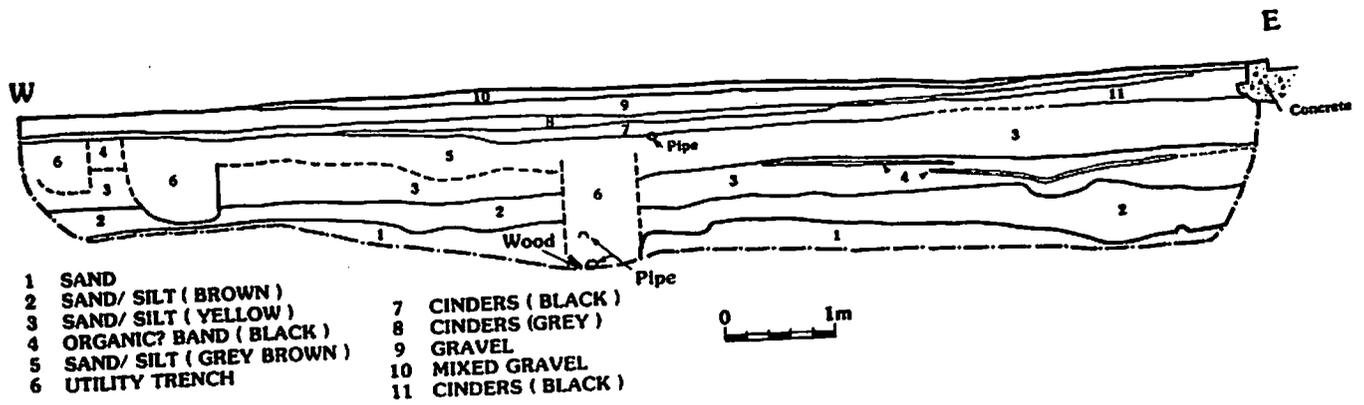 E
W
10
9
11
Concrete
8
7
3
Pipe
6
4
5
6
3
3
3
4
6
2
2
2
1
1
Wood
Pipe
1 SAND
2 SAND/ SILT ( BROWN )
3 SAND/ SILT ( YELLOW )
4 ORGANIC? BAND ( BLACK )
5 SAND/ SILT ( GREY BROWN )
6 UTILITY TRENCH
7 CINDERS ( BLACK )
8 CINDERS (GREY )
9 GRAVEL
10 MIXED GRAVEL
11 CINDERS ( BLACK )
0 1m